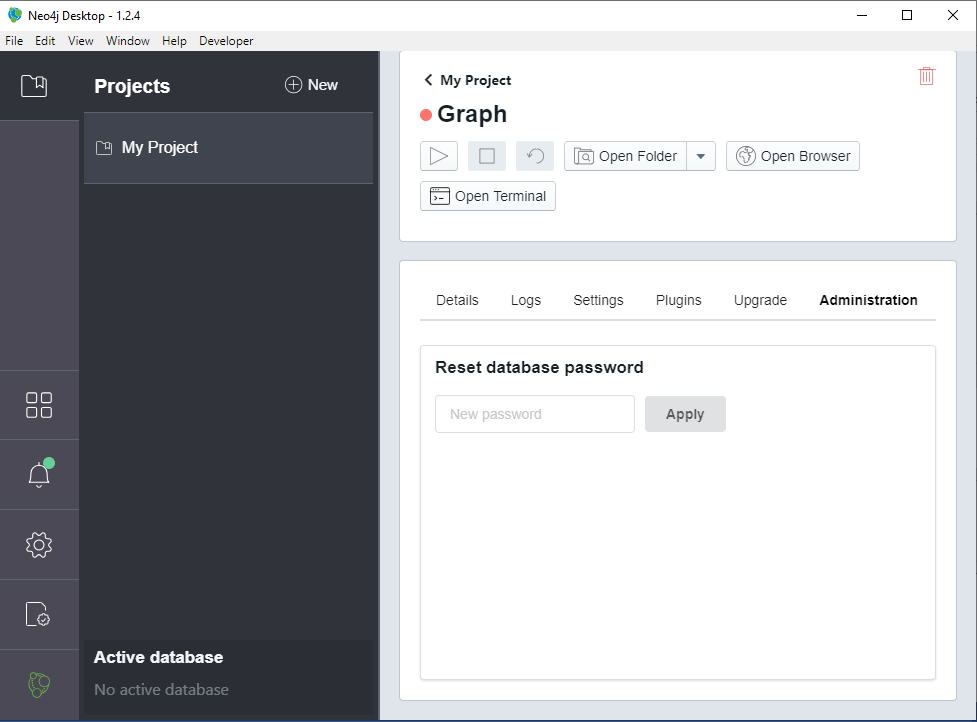 Neo4j Desktop - 1.2.4
File Edit View Window Help Developer
Projects
New
My Project
Active database
No active database
My Project
Graph
Open Folder
Open Browser
Open Terminal
Details Logs Settings Plugins Upgrade Administration
Reset database password
New password
Apply